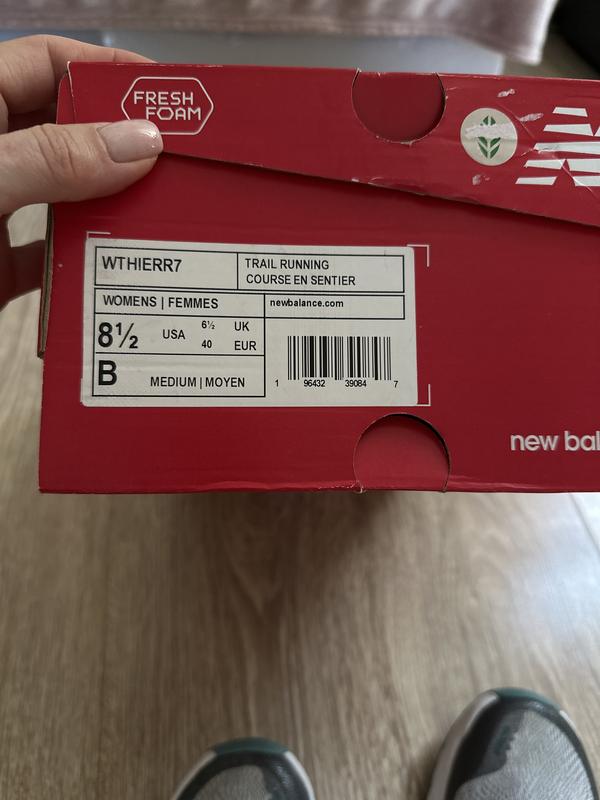 FRESH
FOAM
WTHIERR7
TRAIL RUNNING
COURSE EN SENTIER
WOMENS | FEMMES
newbalance.com
8½ USA 6½ UK
40 EUR
B MEDIUM | MOYEN
1 96432 39084 7
new